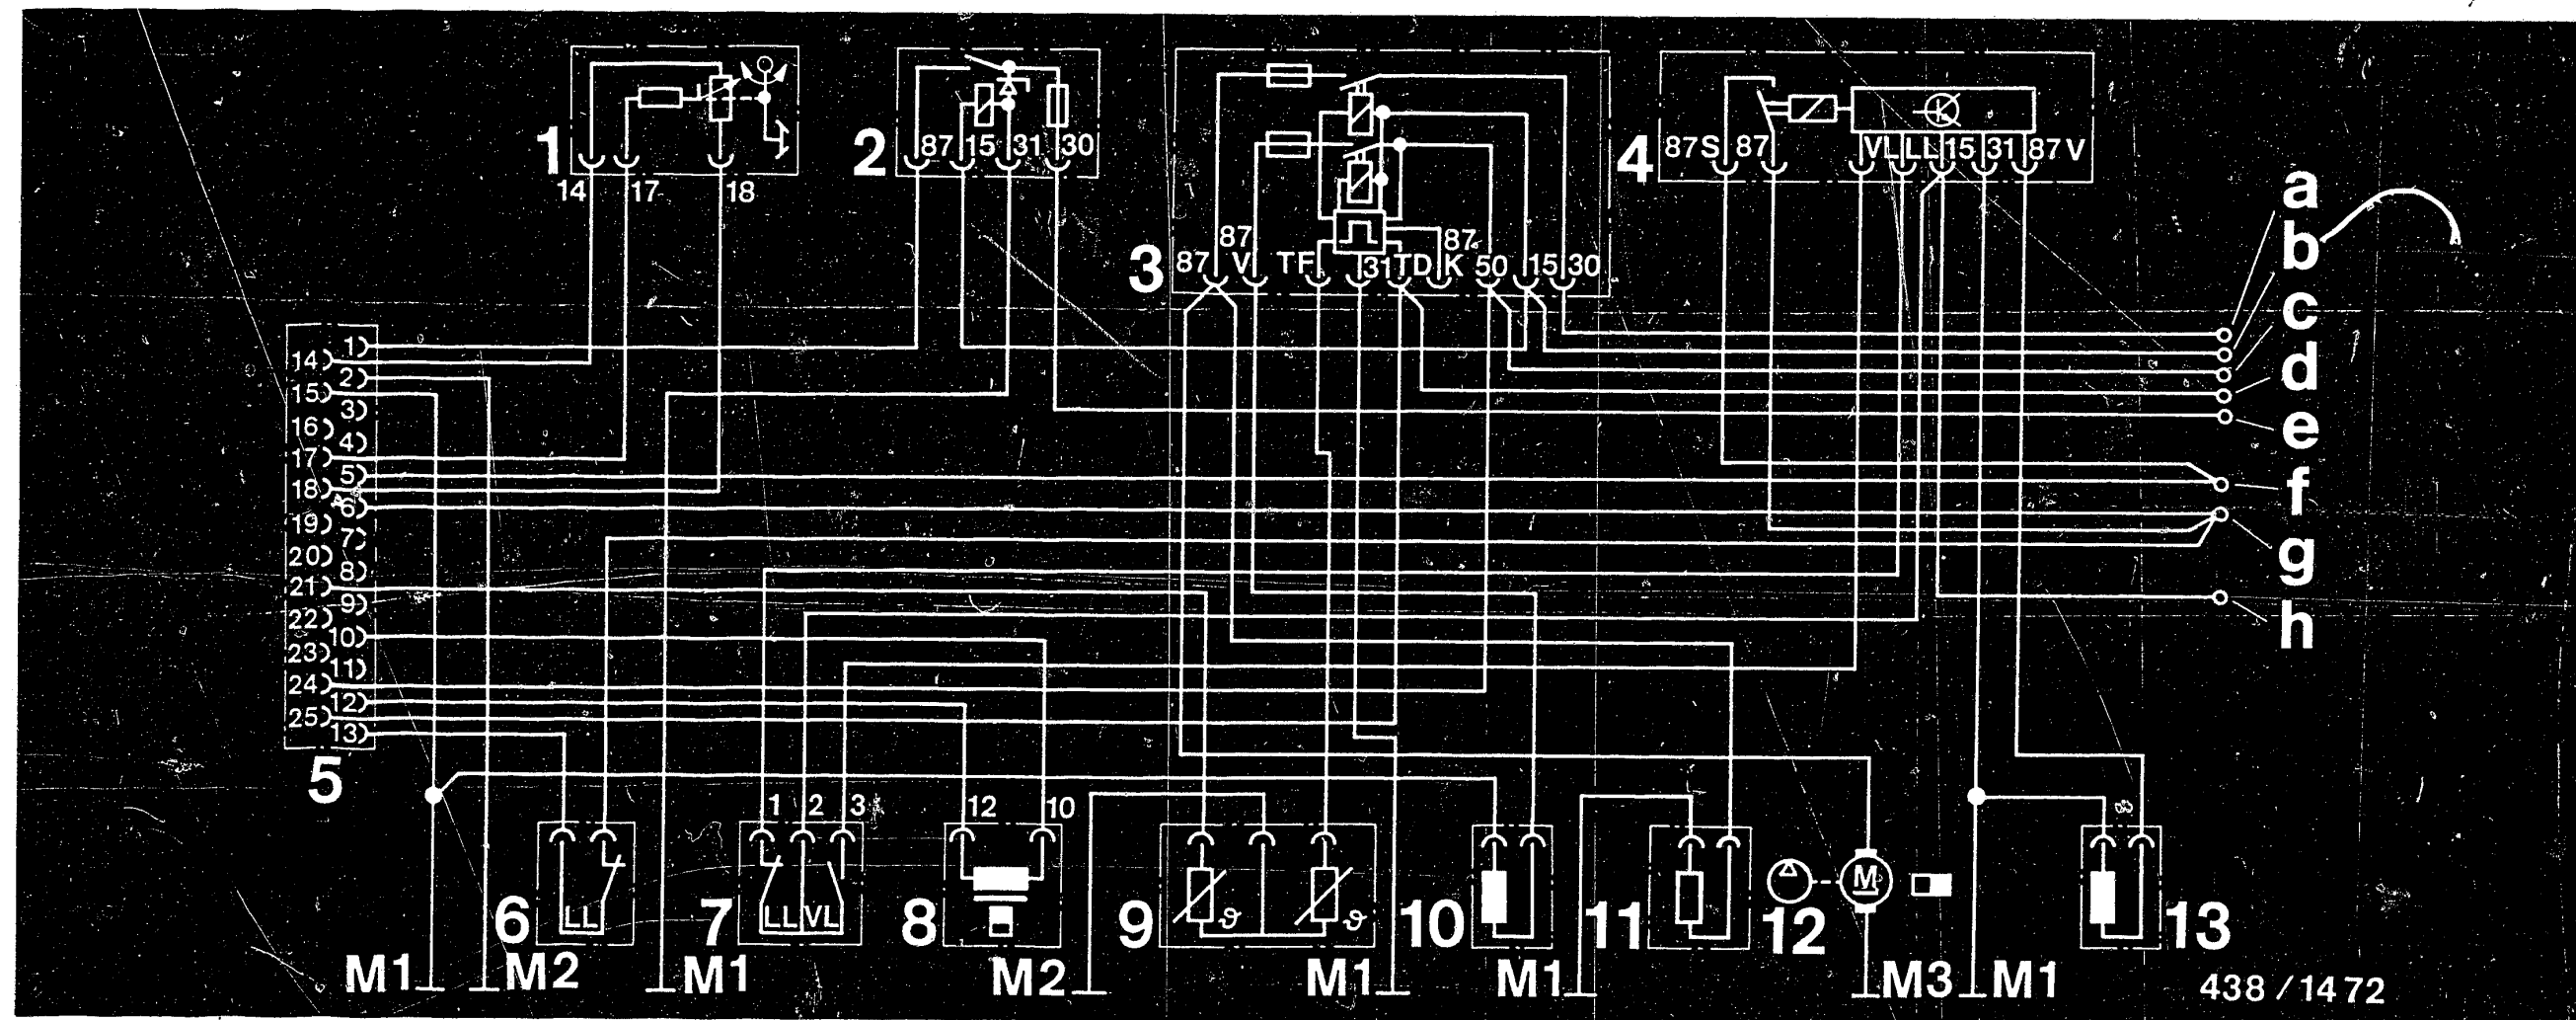 1
14 17 18
2
87 15 31 30
3
87
87 V TF 31 TD K 50 15 30
87
4
87S 87 VL LL 15 31 87V
a
b
c
d
e
f
g
h
1
14
2
15
3
16
4
17
5
18
6
19
7
20
8
21
9
22
10
23
11
24
12
25
13
5
6
LL
7
1 2 3
LL VL
8
12 10
9
ϑ ϑ
10
11
12
M
13
M1 M2 M1 M2 M1 M1 M3 M1
438/1472